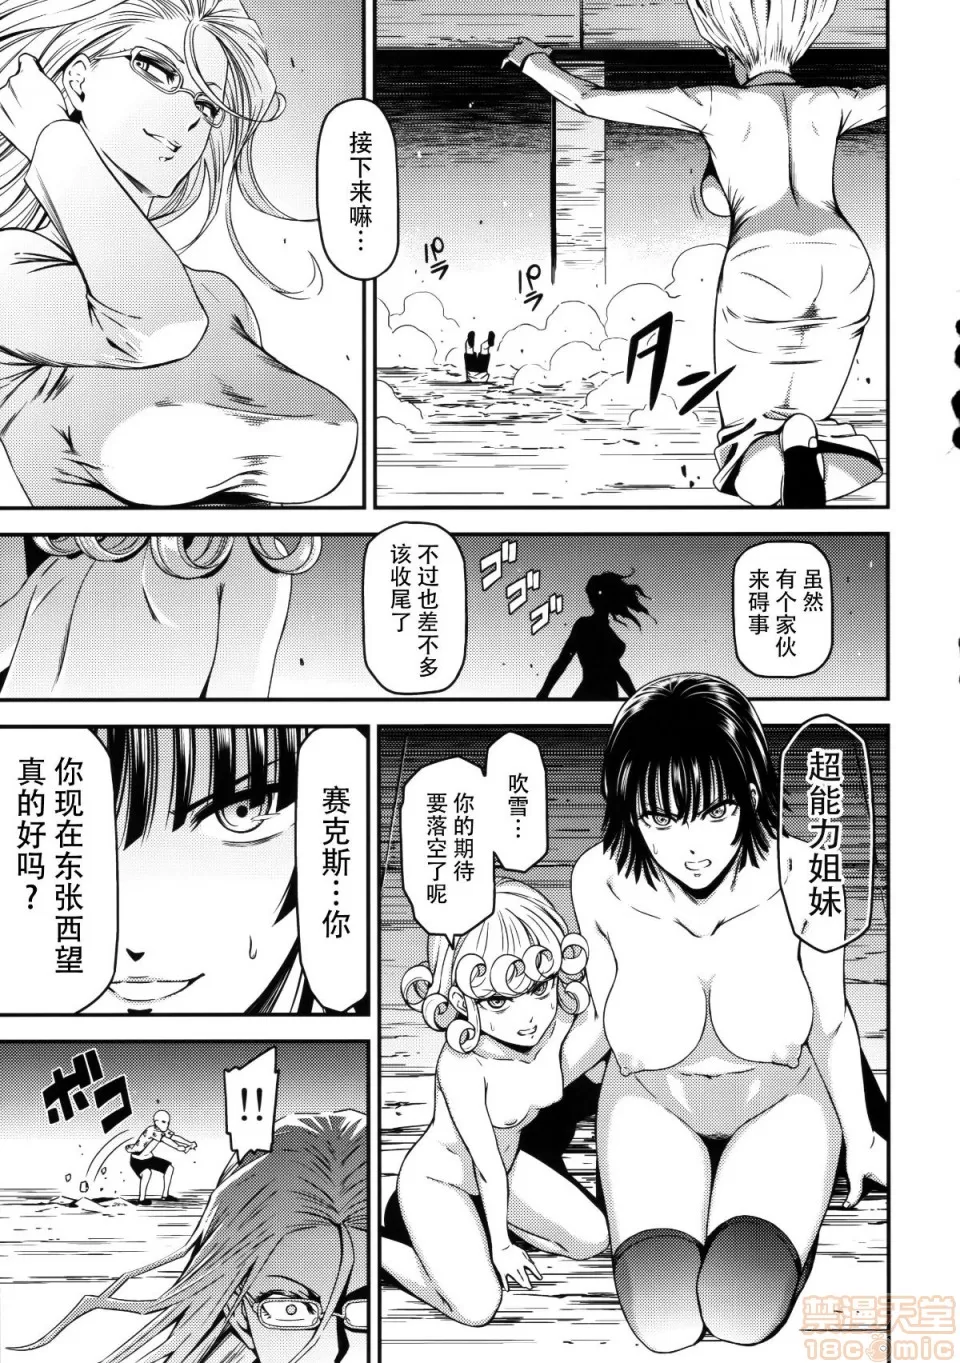 接下来嘛…
タン
パ
パ
虽然
有个家伙
来碍事
ゴゴゴ
不过也差不多
该收尾了
超能力姐妹
吹雪…
你的期待
要落空了呢
赛克斯…你
你现在东张西望
真的好吗？
!!
ボコ
禁漫天堂
18comic